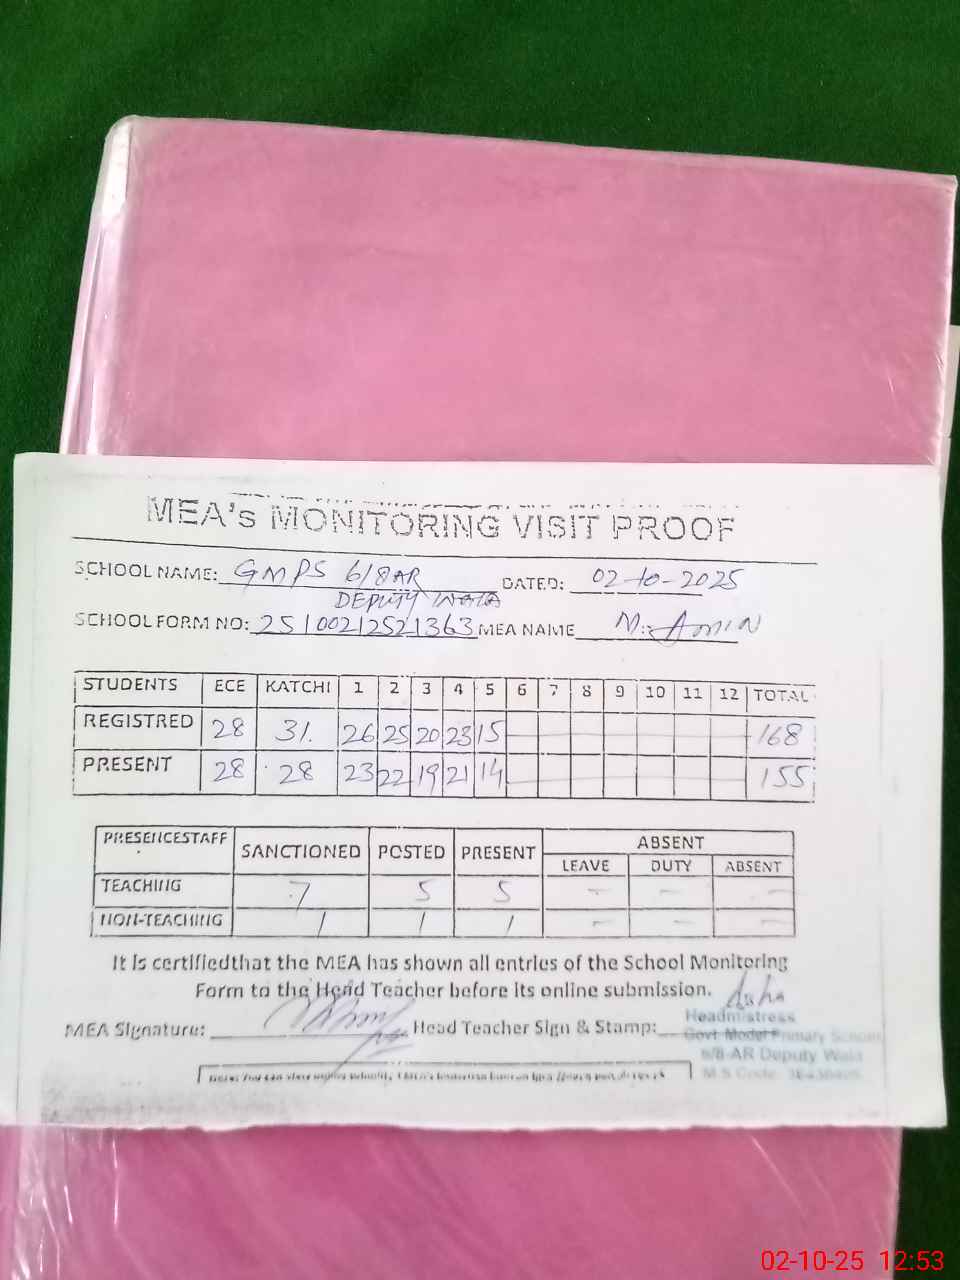 MEA's MONITORING VISIT PROOF
SCHOOL NAME: GMPS 6/8AR DATED: 02-10-2025
DEPUTY WALA
SCHOOL FORM NO: 25100212521363 MEA NAME M. Amin
STUDENTS ECE KATCHI 1 2 3 4 5 6 7 8 9 10 11 12 TOTAL
REGISTRED 28 31. 26 25 20 23 15 168
PRESENT 28 28 23 22 19 21 14 155
PRESENCESTAFF SANCTIONED POSTED PRESENT ABSENT
LEAVE DUTY ABSENT
TEACHING 7 5 5 - - -
NON-TEACHING 1 1 1 - - -
It is certifiedthat the MEA has shown all entries of the School Monitoring
Form to the Head Teacher before its online submission.
MEA Signature: Head Teacher Sign & Stamp:
Headmistress
Govt Model Primary School
6/8-AR Deputy Wala
M.S Code:
02-10-25 12:53